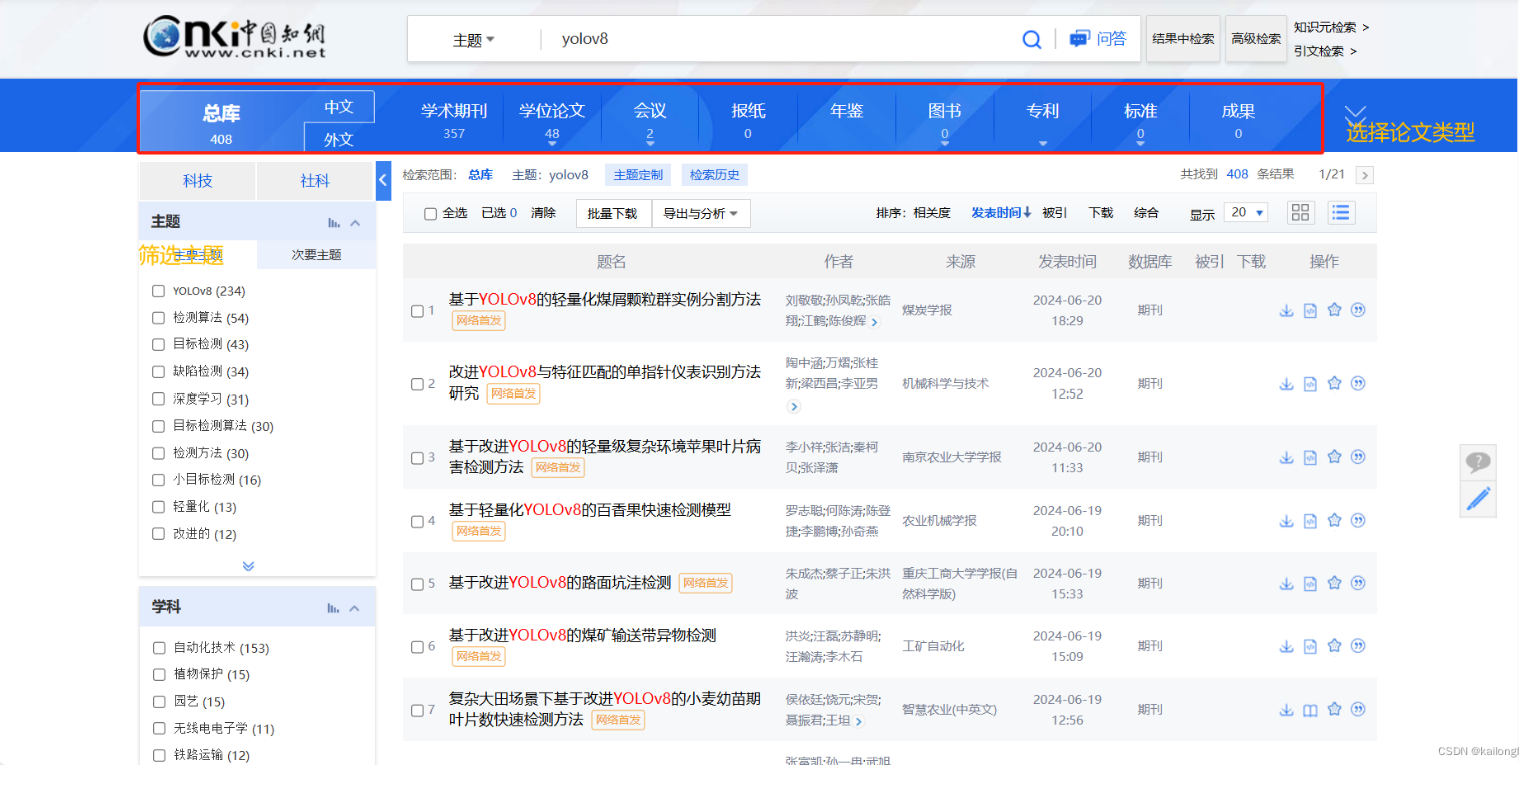 cnki中国知网
www.cnki.net
主题
yolov8
问答
结果中检索
高级检索
知识元检索 >
引文检索 >
总库
408
中文
外文
学术期刊
357
学位论文
48
会议
2
报纸
0
年鉴
图书
0
专利
标准
0
成果
0
选择论文类型
科技
社科
检索范围: 总库 主题: yolov8 主题定制 检索历史
共找到 408 条结果 1/21 >
主题
筛选主题
主要主题
次要主题
YOLOv8 (234)
检测算法 (54)
目标检测 (43)
缺陷检测 (34)
深度学习 (31)
目标检测算法 (30)
检测方法 (30)
小目标检测 (16)
轻量化 (13)
改进的 (12)
学科
自动化技术 (153)
植物保护 (15)
园艺 (15)
无线电电子学 (11)
铁路运输 (12)
全选 已选 0 清除 批量下载 导出与分析 排序: 相关度 发表时间↓ 被引 下载 综合 显示 20
题名 作者 来源 发表时间 数据库 被引 下载 操作
1
基于YOLOv8的轻量化煤屑颗粒群实例分割方法
网络首发
刘敬敬;孙凤乾;张皓
翔;江鹤;陈俊辉
煤炭学报
2024-06-20
18:29
期刊
2
改进YOLOv8与特征匹配的单指针仪表识别方法
研究 网络首发
陶中涵;万熠;张桂
新;梁西昌;李亚男
机械科学与技术
2024-06-20
12:52
期刊
3
基于改进YOLOv8的轻量级复杂环境苹果叶片病
害检测方法 网络首发
李小祥;张洁;秦柯
贝;张泽潇
南京农业大学学报
2024-06-20
11:33
期刊
4
基于轻量化YOLOv8的百香果快速检测模型
网络首发
罗志聪;何陈涛;陈登
捷;李鹏博;孙奇燕
农业机械学报
2024-06-19
20:10
期刊
5
基于改进YOLOv8的路面坑洼检测 网络首发
朱成杰;蔡子正;朱洪
波
重庆工商大学学报(自
然科学版)
2024-06-19
15:33
期刊
6
基于改进YOLOv8的煤矿输送带异物检测
网络首发
洪炎;汪磊;苏静明;
汪瀚涛;李木石
工矿自动化
2024-06-19
15:09
期刊
7
复杂大田场景下基于改进YOLOv8的小麦幼苗期
叶片数快速检测方法 网络首发
侯依廷;饶元;宋贺;
聂振君;王坦
智慧农业(中英文)
2024-06-19
12:56
期刊
CSDN @kailong